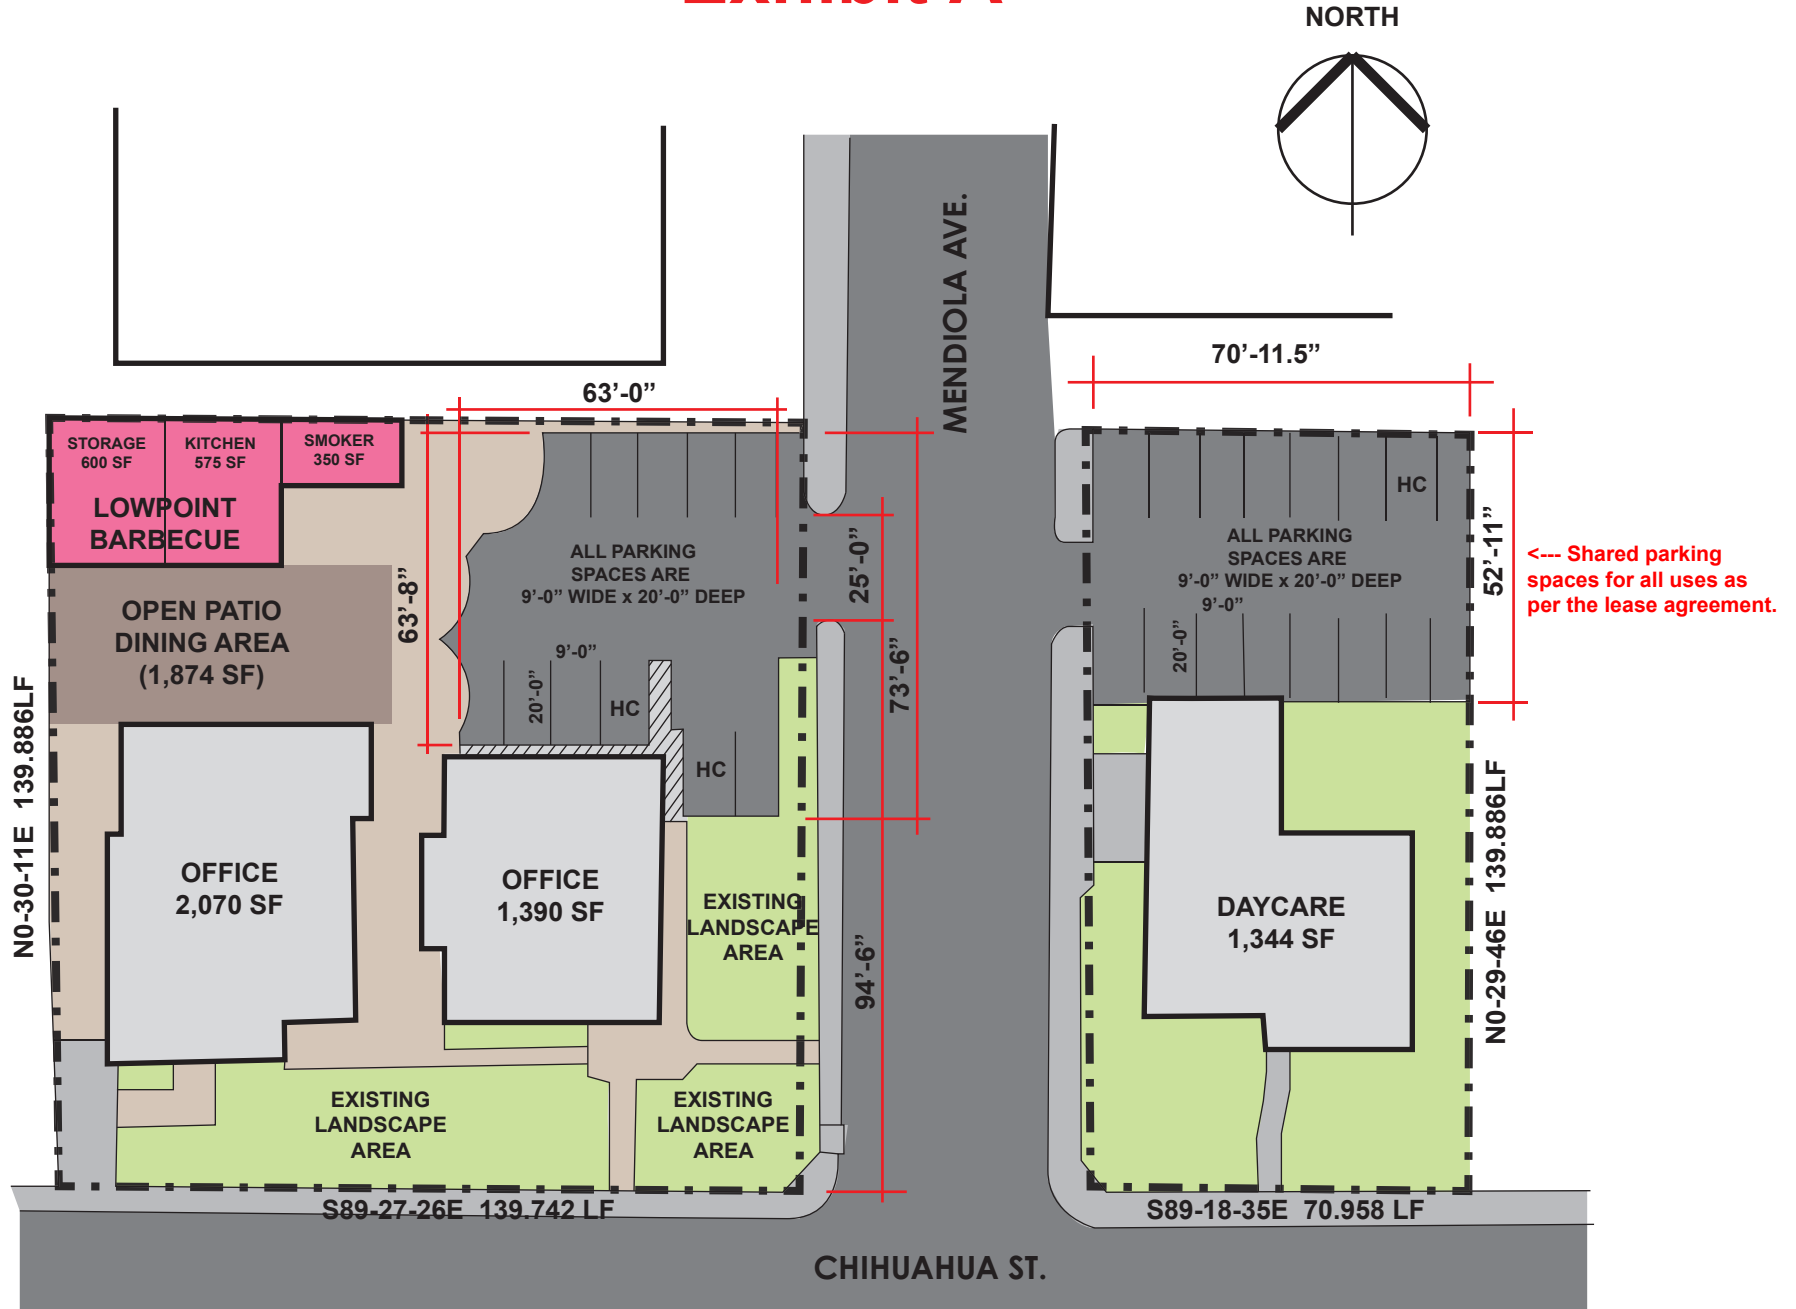 Exhibit A
NORTH
MENDIOLA AVE.
70’-11.5”
63’-0”
STORAGE
600 SF
KITCHEN
575 SF
SMOKER
350 SF
LOWPOINT
BARBECUE
OPEN PATIO
DINING AREA
(1,874 SF)
63’-8”
ALL PARKING
SPACES ARE
9’-0” WIDE x 20’-0” DEEP
9’-0”
20’-0”
HC
HC
25’-0”
73’-6”
94’-6”
HC
ALL PARKING
SPACES ARE
9’-0” WIDE x 20’-0” DEEP
9’-0”
20’-0”
52’-11”
<--- Shared parking
spaces for all uses as
per the lease agreement.
N0-30-11E 139.886LF
OFFICE
2,070 SF
OFFICE
1,390 SF
EXISTING
LANDSCAPE
AREA
DAYCARE
1,344 SF
N0-29-46E 139.886LF
EXISTING
LANDSCAPE
AREA
EXISTING
LANDSCAPE
AREA
S89-27-26E 139.742 LF
S89-18-35E 70.958 LF
CHIHUAHUA ST.